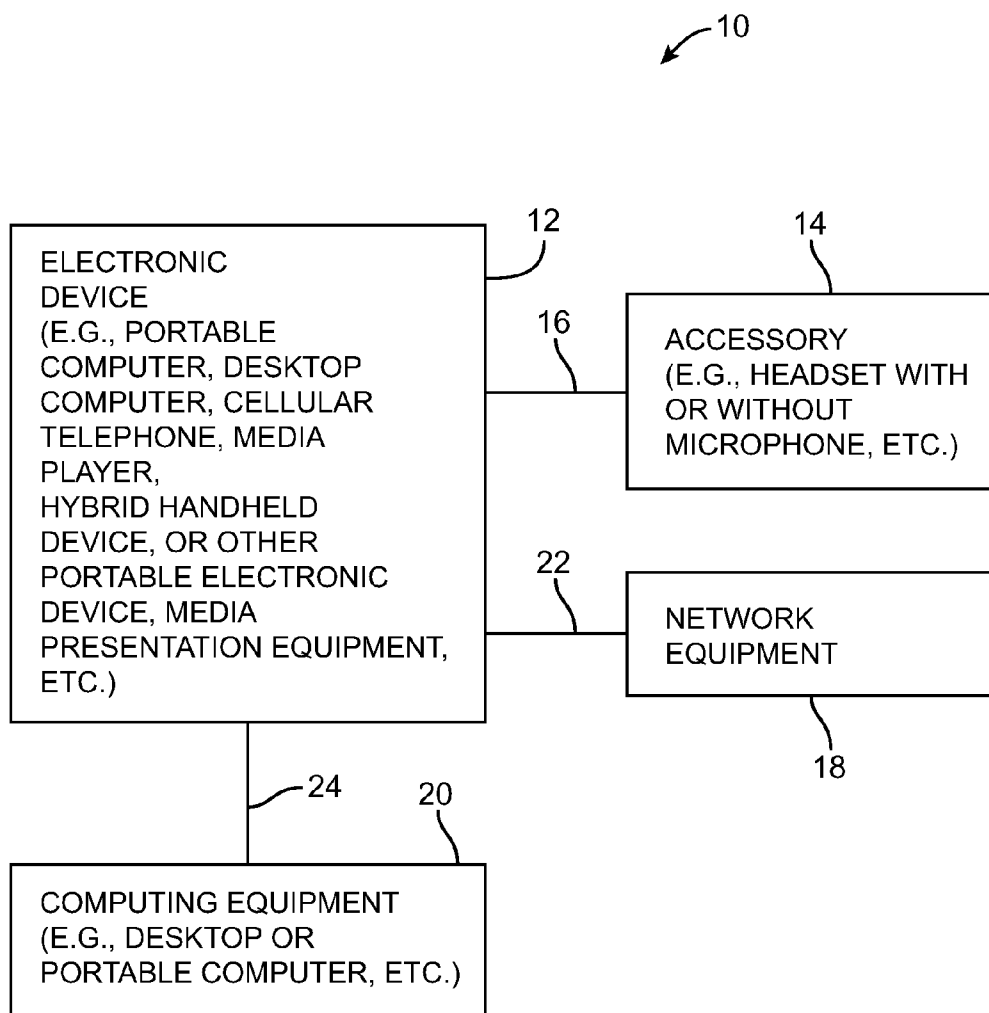 10
12
ELECTRONIC
DEVICE
(E.G., PORTABLE
COMPUTER, DESKTOP
COMPUTER, CELLULAR
TELEPHONE, MEDIA
PLAYER,
HYBRID HANDHELD
DEVICE, OR OTHER
PORTABLE ELECTRONIC
DEVICE, MEDIA
PRESENTATION EQUIPMENT,
ETC.)
16
14
ACCESSORY
(E.G., HEADSET WITH
OR WITHOUT
MICROPHONE, ETC.)
22
NETWORK
EQUIPMENT
18
24
20
COMPUTING EQUIPMENT
(E.G., DESKTOP OR
PORTABLE COMPUTER, ETC.)